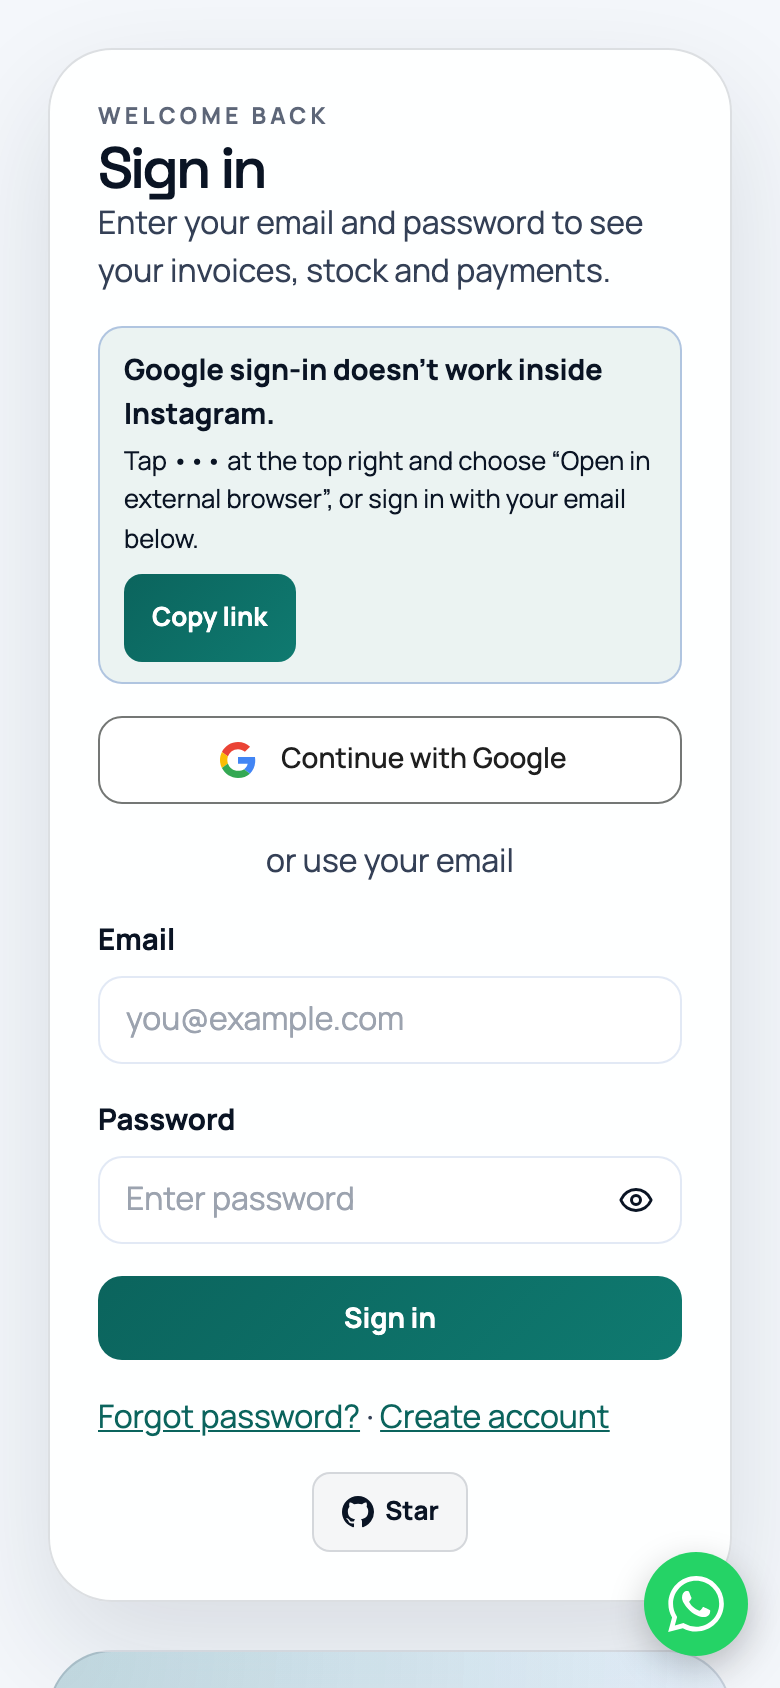 WELCOME BACK
Sign in
Enter your email and password to see
your invoices, stock and payments.
Google sign-in doesn’t work inside
Instagram.
Tap ••• at the top right and choose “Open in
external browser”, or sign in with your email
below.
Copy link
Continue with Google
or use your email
Email
you@example.com
Password
Enter password
Sign in
Forgot password? · Create account
Star